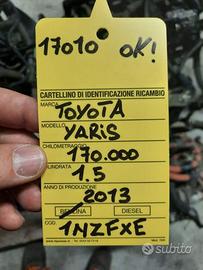 17010 OK!
CARTELLINO DI IDENTIFICAZIONE RICAMBIO
MARCA TOYOTA
MODELLO YARIS
CHILOMETRAGGIO 170.000
CILINDRATA 1.5
ANNO DI PRODUZIONE 2013
BENZINA DIESEL
COD. 1NZFXE
subito